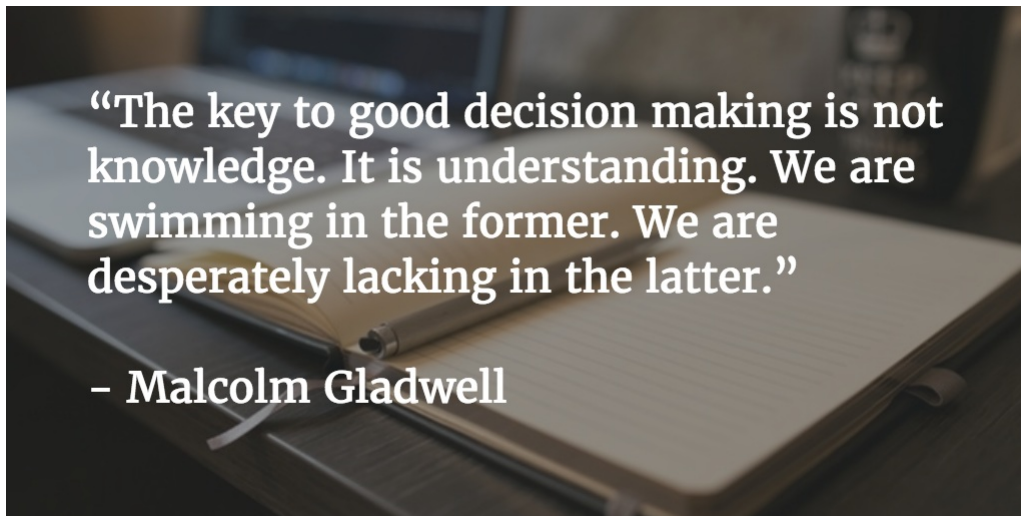 “The key to good decision making is not
knowledge. It is understanding. We are
swimming in the former. We are
desperately lacking in the latter.”
– Malcolm Gladwell